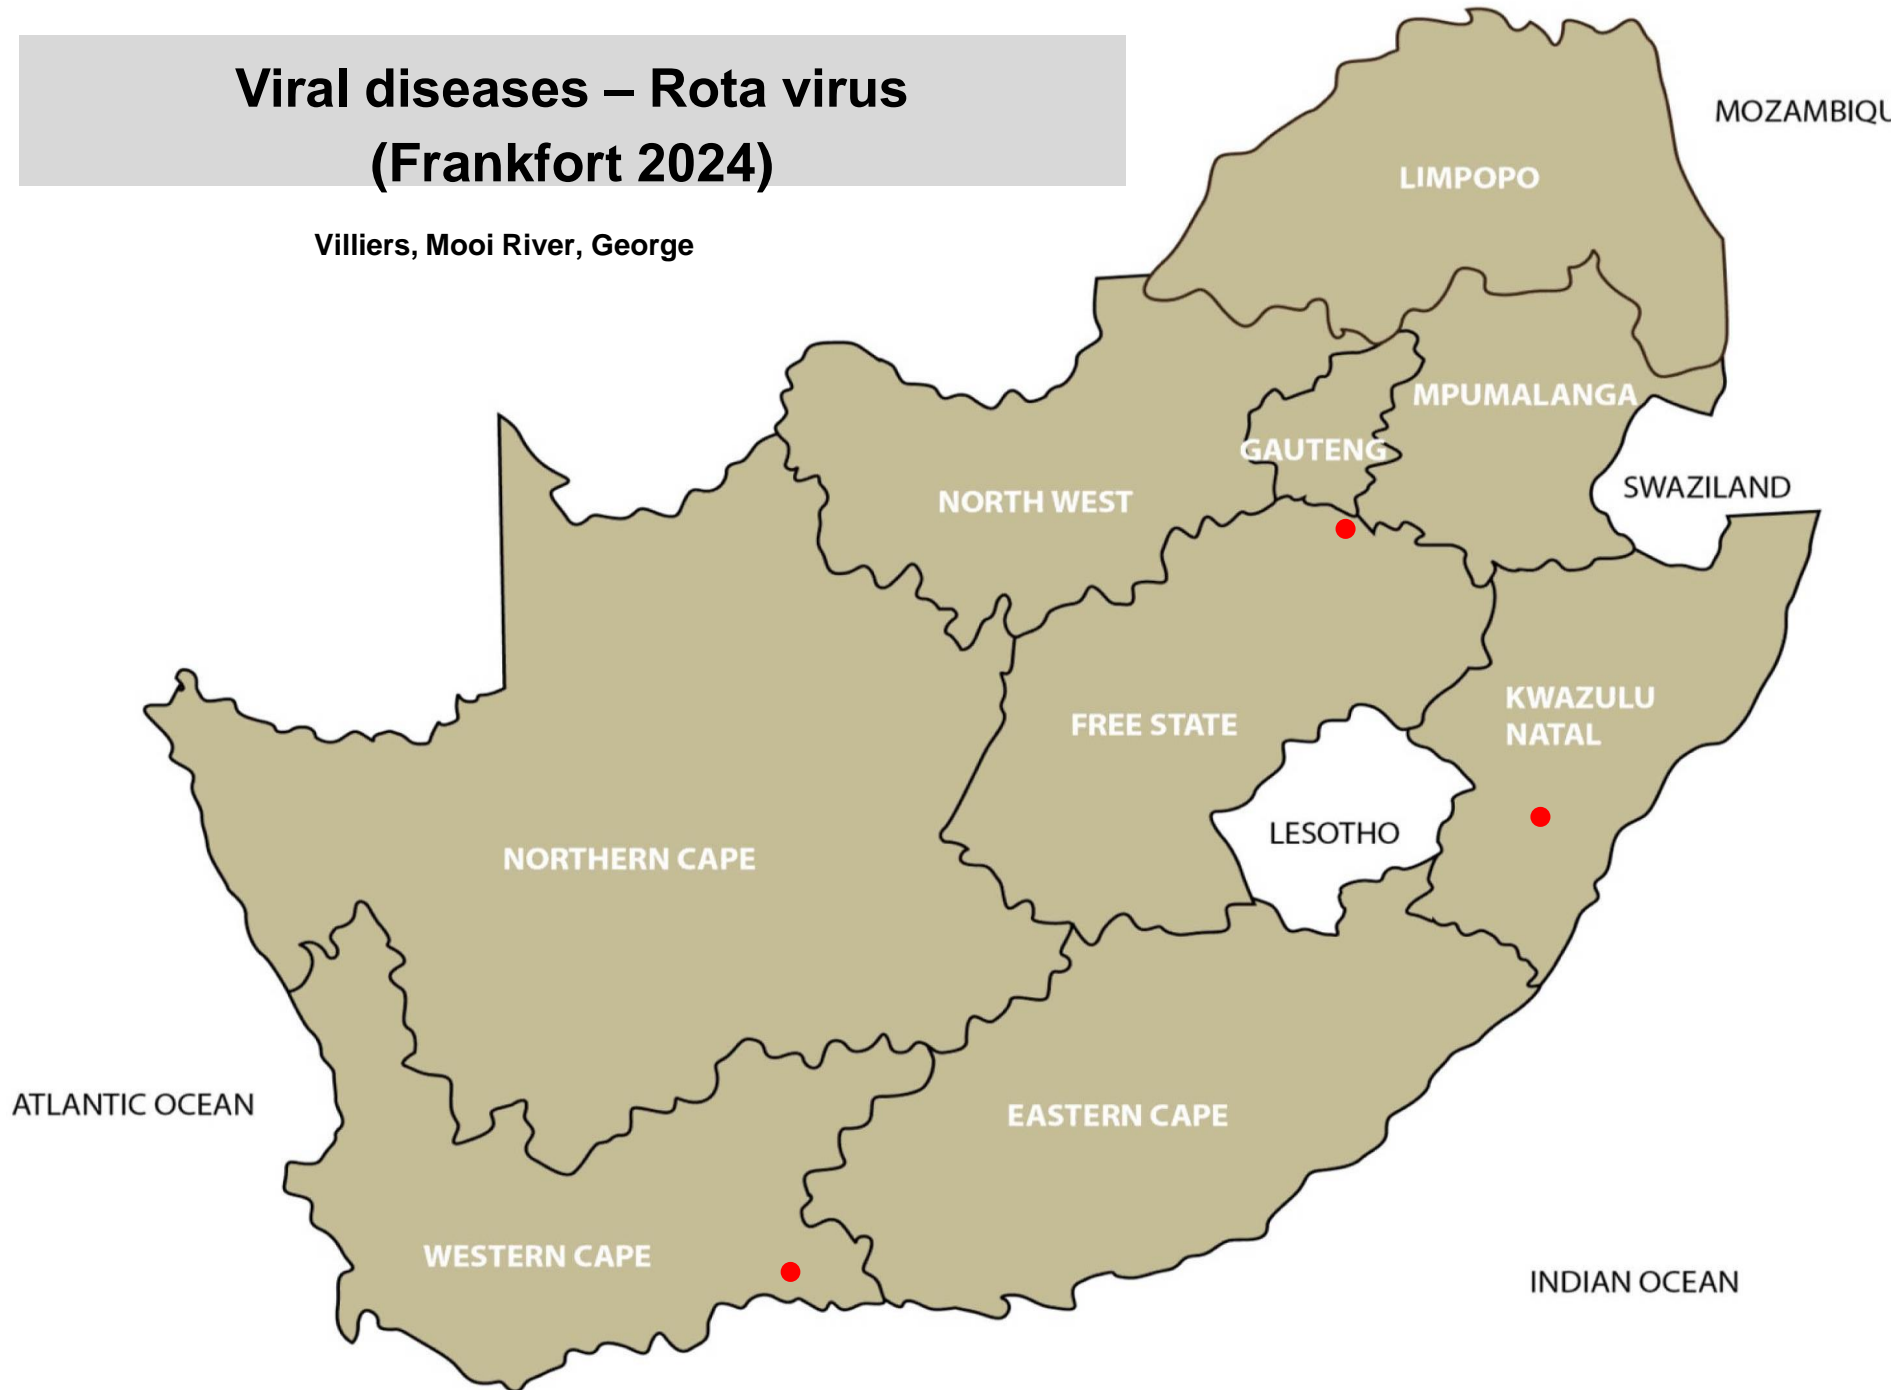 Viral diseases – Rota virus
(Frankfort 2024)
Villiers, Mooi River, George
MOZAMBIQU
LIMPOPO
MPUMALANGA
GAUTENG
SWAZILAND
NORTH WEST
KWAZULU
NATAL
FREE STATE
LESOTHO
NORTHERN CAPE
ATLANTIC OCEAN
EASTERN CAPE
WESTERN CAPE
INDIAN OCEAN